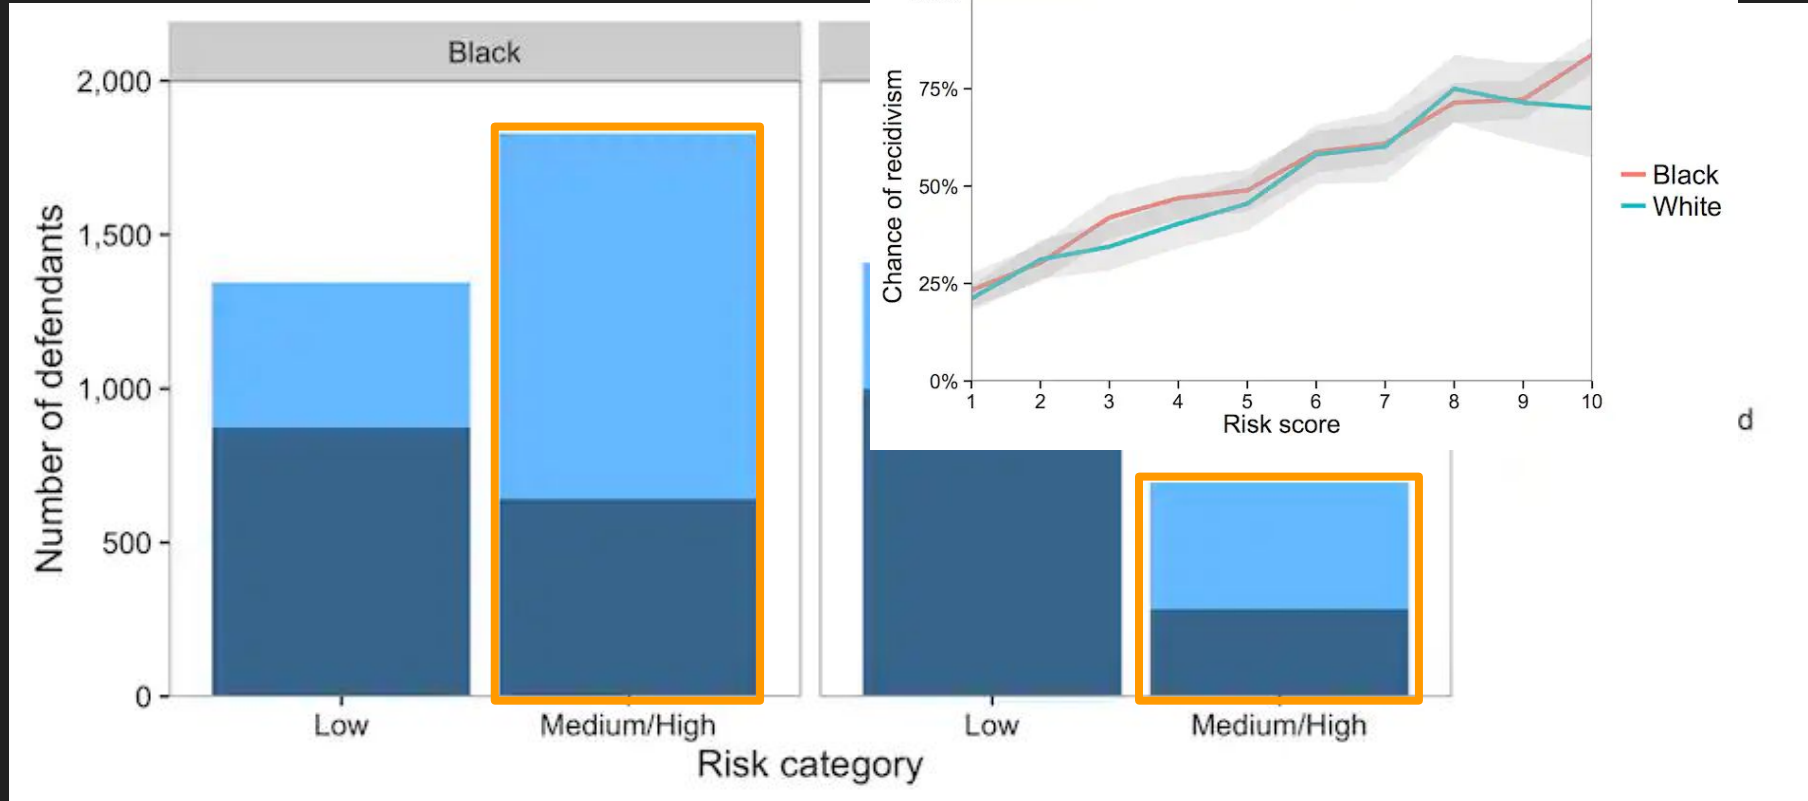 Black
2,000
1,500
1,000
500
0
Number of defendants
Low
Medium/High
Low
Medium/High
Risk category
75%
50%
25%
0%
Chance of recidivism
1 2 3 4 5 6 7 8 9 10
Risk score
Black
White
d